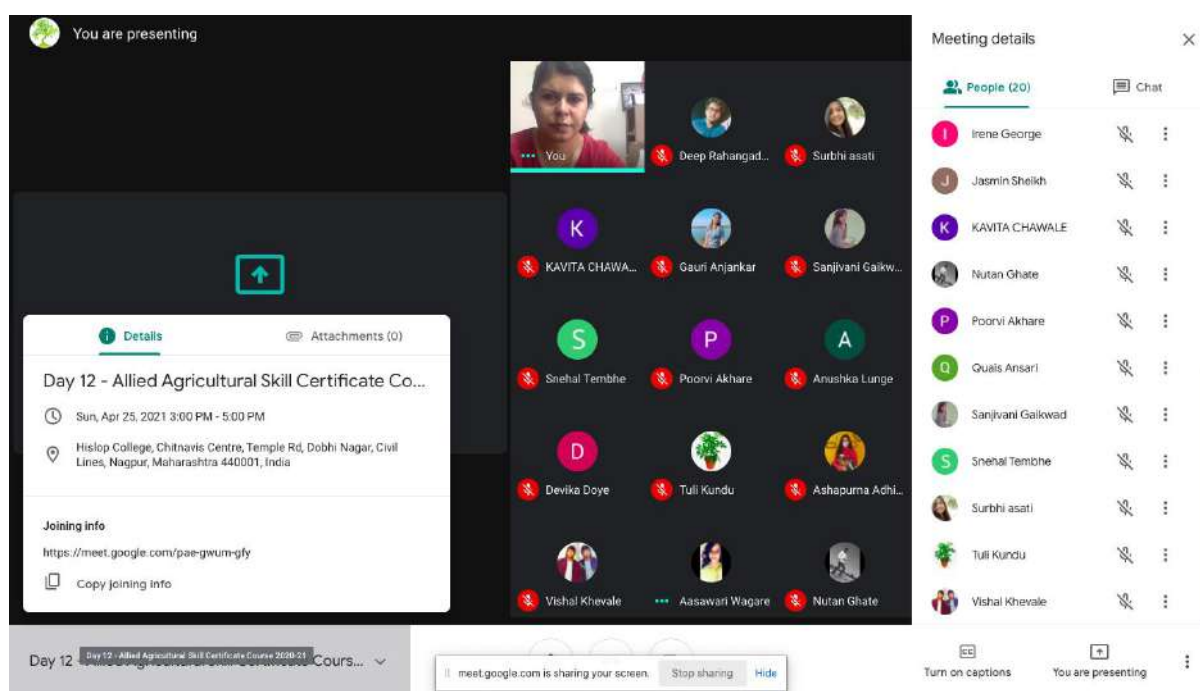 You are presenting
You
Deep Rahangad...
Surbhi asati
K
KAVITA CHAWA...
Gauri Anjankar
Sanjivani Gaikw...
S
Snehal Tembhe
P
Poorvi Akhare
A
Anushka Lunge
D
Devika Doye
Tuli Kundu
Ashapurna Adhi...
Vishal Khevale
Aasawari Wagare
Nutan Ghate
Details
Attachments (0)
Day 12 - Allied Agricultural Skill Certificate Co...
Sun, Apr 25, 2021 3:00 PM - 5:00 PM
Hislop College, Chitnavis Centre, Temple Rd, Dobhi Nagar, Civil
Lines, Nagpur, Maharashtra 440001, India
Joining info
https://meet.google.com/pae-gwum-gfy
Copy joining info
Meeting details
People (20)
Chat
I
Irene George
J
Jasmin Sheikh
K
KAVITA CHAWALE
Nutan Ghate
P
Poorvi Akhare
Q
Quais Ansari
Sanjivani Gaikwad
S
Snehal Tembhe
Surbhi asati
Tuli Kundu
Vishal Khevale
Day 12
Cours...
Day 12 - Allied Agricultural Skill Certificate Course 2020-21
meet.google.com is sharing your screen.
Stop sharing
Hide
CC
Turn on captions
You are presenting